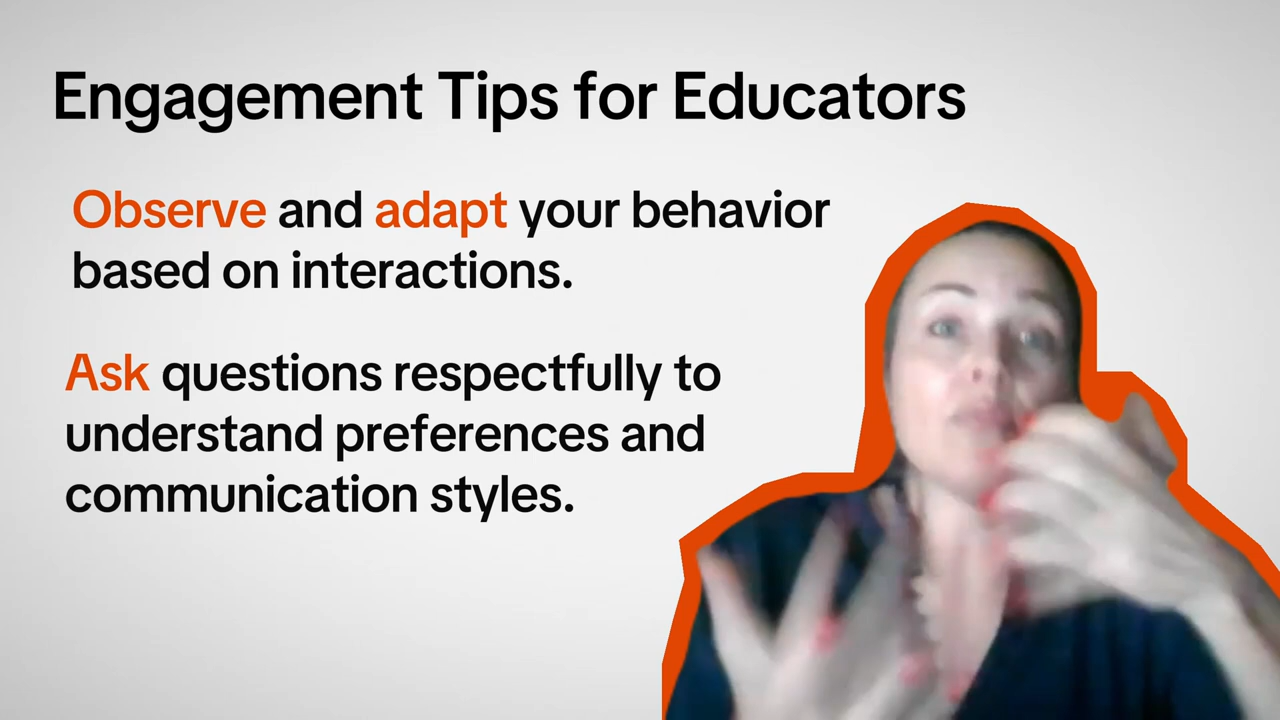 Engagement Tips for Educators
Observe and adapt your behavior
based on interactions.
Ask questions respectfully to
understand preferences and
communication styles.